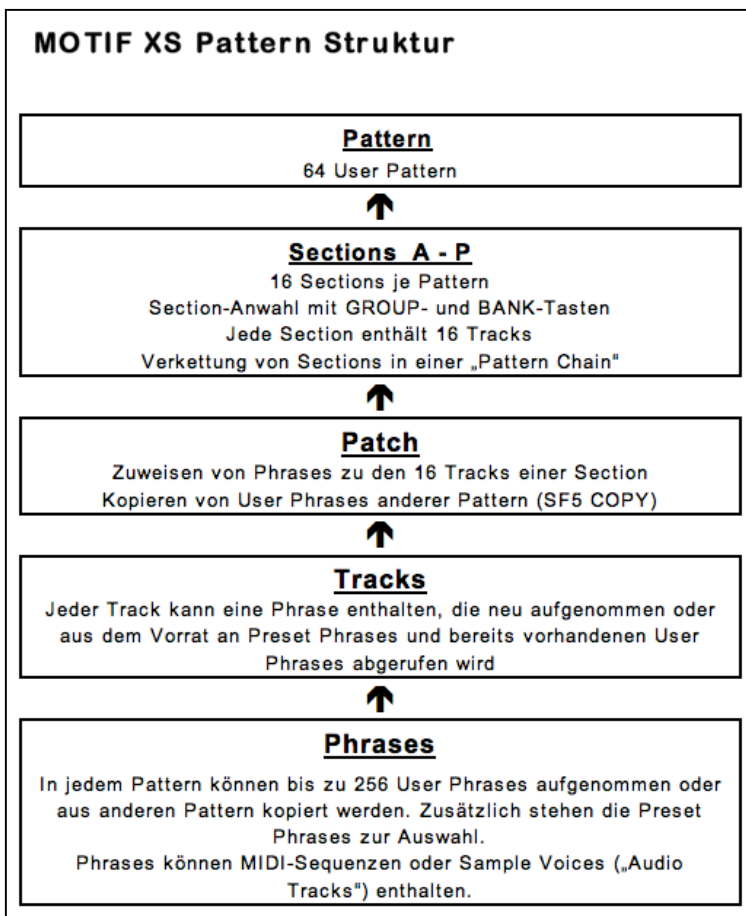 MOTIF XS Pattern Struktur
Pattern
64 User Pattern
Sections A - P
16 Sections je Pattern
Section-Anwahl mit GROUP- und BANK-Tasten
Jede Section enthält 16 Tracks
Verkettung von Sections in einer „Pattern Chain“
Patch
Zuweisen von Phrases zu den 16 Tracks einer Section
Kopieren von User Phrases anderer Pattern (SF5 COPY)
Tracks
Jeder Track kann eine Phrase enthalten, die neu aufgenommen oder
aus dem Vorrat an Preset Phrases und bereits vorhandenen User
Phrases abgerufen wird
Phrases
In jedem Pattern können bis zu 256 User Phrases aufgenommen oder
aus anderen Pattern kopiert werden. Zusätzlich stehen die Preset
Phrases zur Auswahl.
Phrases können MIDI-Sequenzen oder Sample Voices („Audio
Tracks“) enthalten.